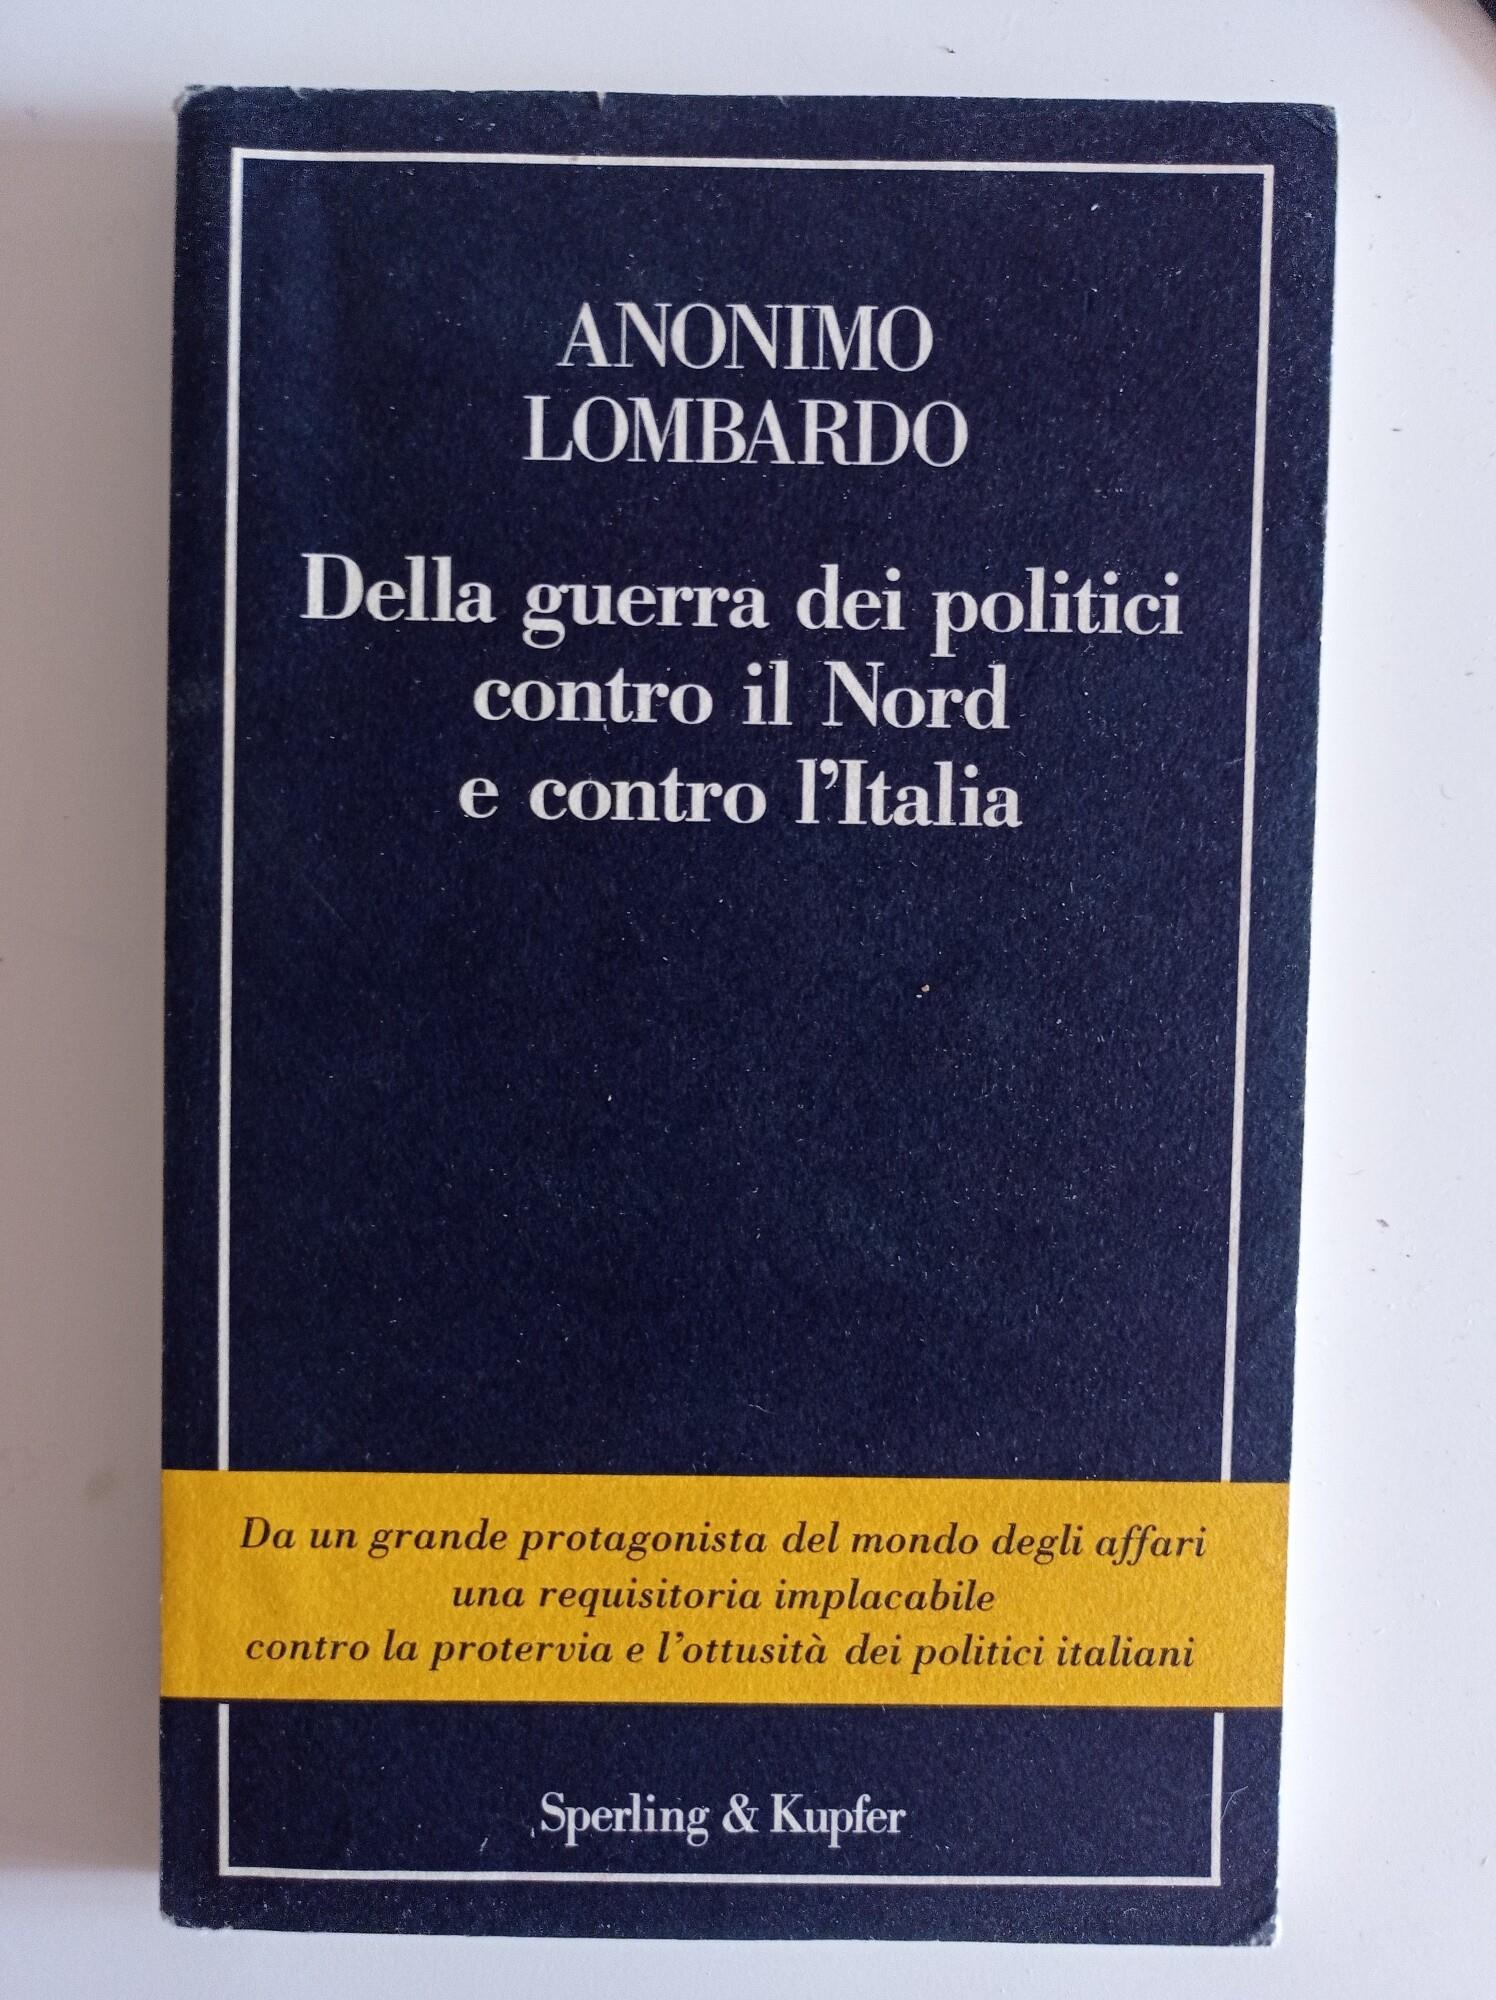 ANONIMO
LOMBARDO
Della guerra dei politici
contro il Nord
e contro l'Italia
Da un grande protagonista del mondo degli affari
una requisitoria implacabile
contro la protervia e l'ottusità dei politici italiani
Sperling & Kupfer